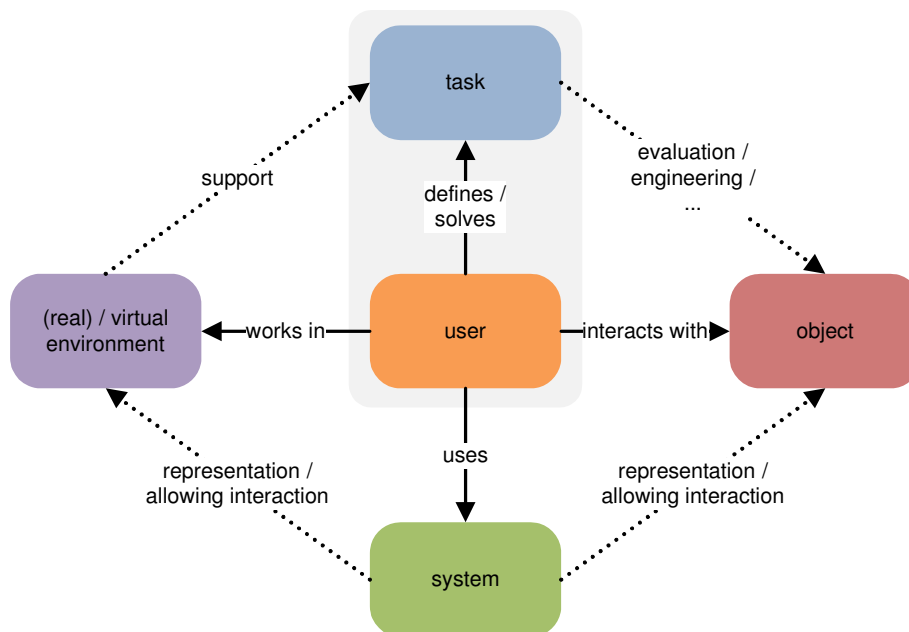 task
support
evaluation /
engineering /
...
defines /
solves
(real) / virtual
environment
works in
user
interacts with
object
uses
representation /
allowing interaction
representation /
allowing interaction
system